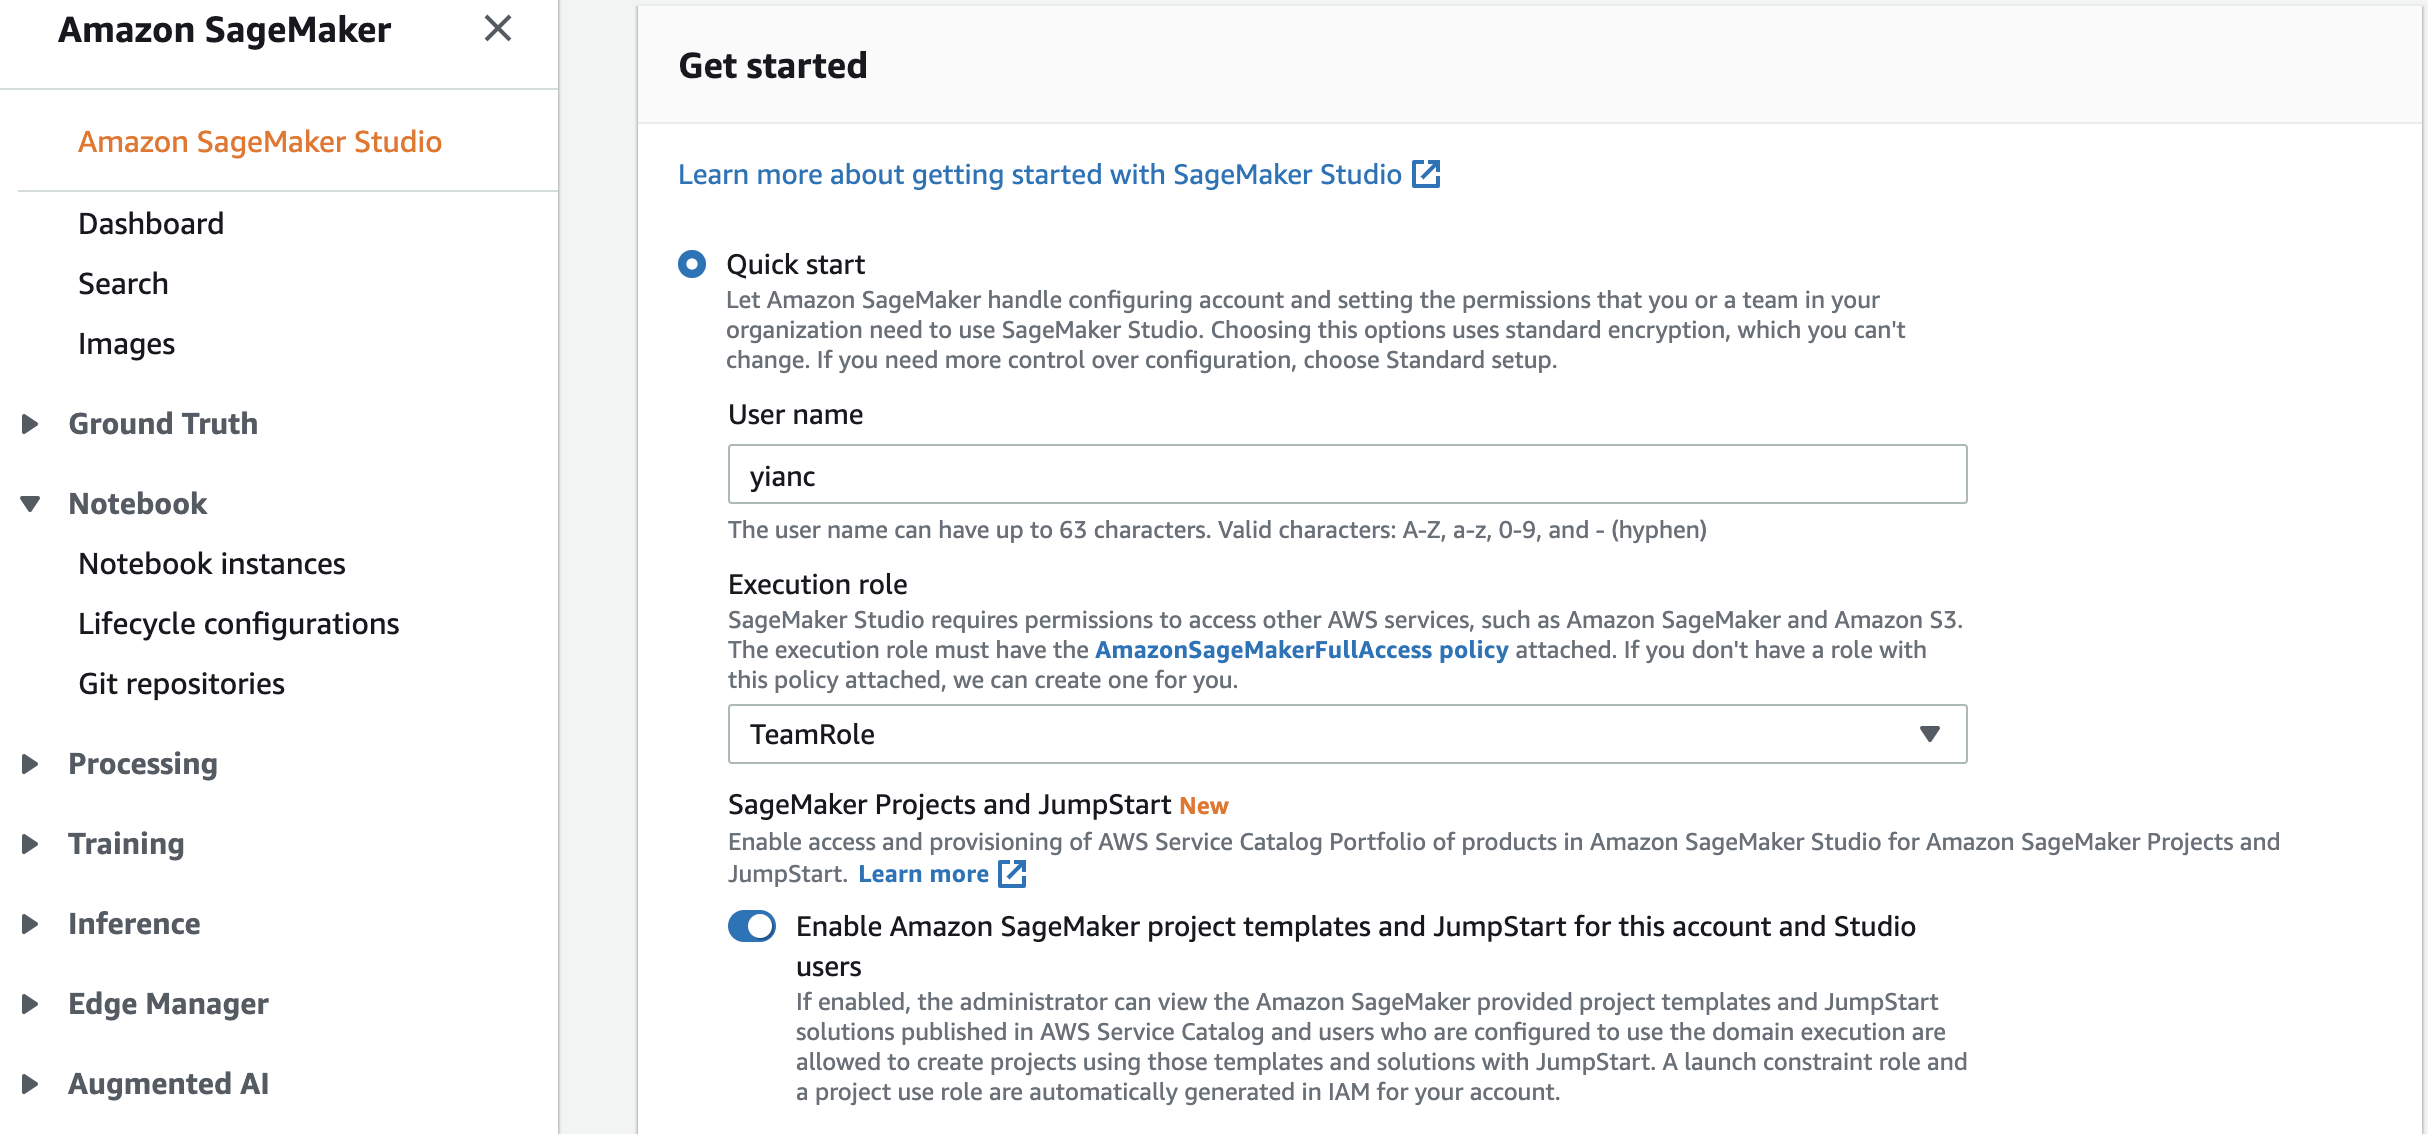 Amazon SageMaker
Amazon SageMaker Studio
Dashboard
Search
Images
Ground Truth
Notebook
Notebook instances
Lifecycle configurations
Git repositories
Processing
Training
Inference
Edge Manager
Augmented AI
Get started
Learn more about getting started with SageMaker Studio
Quick start
Let Amazon SageMaker handle configuring account and setting the permissions that you or a team in your
organization need to use SageMaker Studio. Choosing this options uses standard encryption, which you can't
change. If you need more control over configuration, choose Standard setup.
User name
yianc
The user name can have up to 63 characters. Valid characters: A-Z, a-z, 0-9, and - (hyphen)
Execution role
SageMaker Studio requires permissions to access other AWS services, such as Amazon SageMaker and Amazon S3.
The execution role must have the AmazonSageMakerFullAccess policy attached. If you don't have a role with
this policy attached, we can create one for you.
TeamRole
SageMaker Projects and JumpStart New
Enable access and provisioning of AWS Service Catalog Portfolio of products in Amazon SageMaker Studio for Amazon SageMaker Projects and
JumpStart. Learn more
Enable Amazon SageMaker project templates and JumpStart for this account and Studio
users
If enabled, the administrator can view the Amazon SageMaker provided project templates and JumpStart
solutions published in AWS Service Catalog and users who are configured to use the domain execution are
allowed to create projects using those templates and solutions with JumpStart. A launch constraint role and
a project use role are automatically generated in IAM for your account.